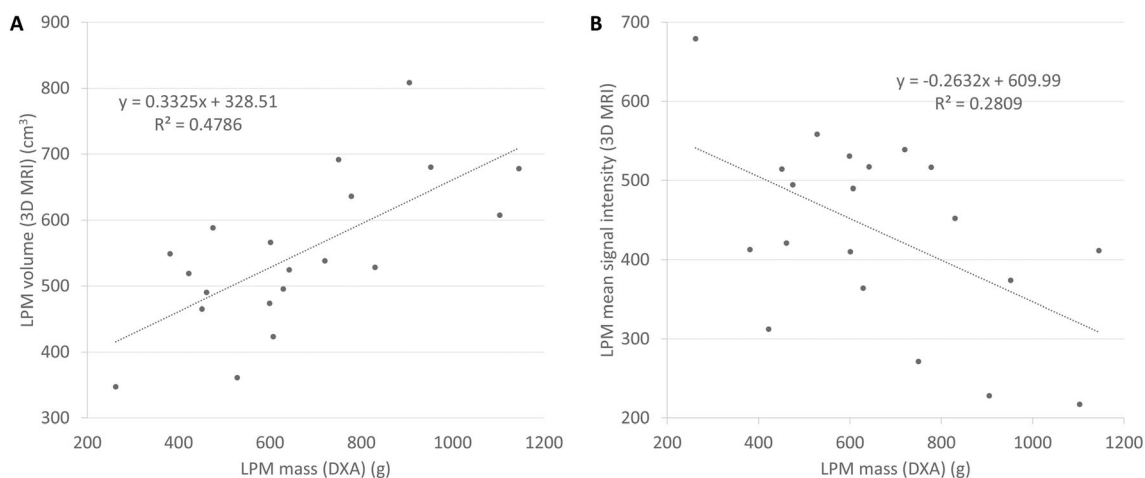 A
900
800
700
600
500
400
300
200
400
600
800
1000
1200
LPM volume (3D MRI) (cm³)
LPM mass (DXA) (g)
y = 0.3325x + 328.51
R² = 0.4786
B
700
600
500
400
300
200
200
400
600
800
1000
1200
LPM mean signal intensity (3D MRI)
LPM mass (DXA) (g)
y = -0.2632x + 609.99
R² = 0.2809